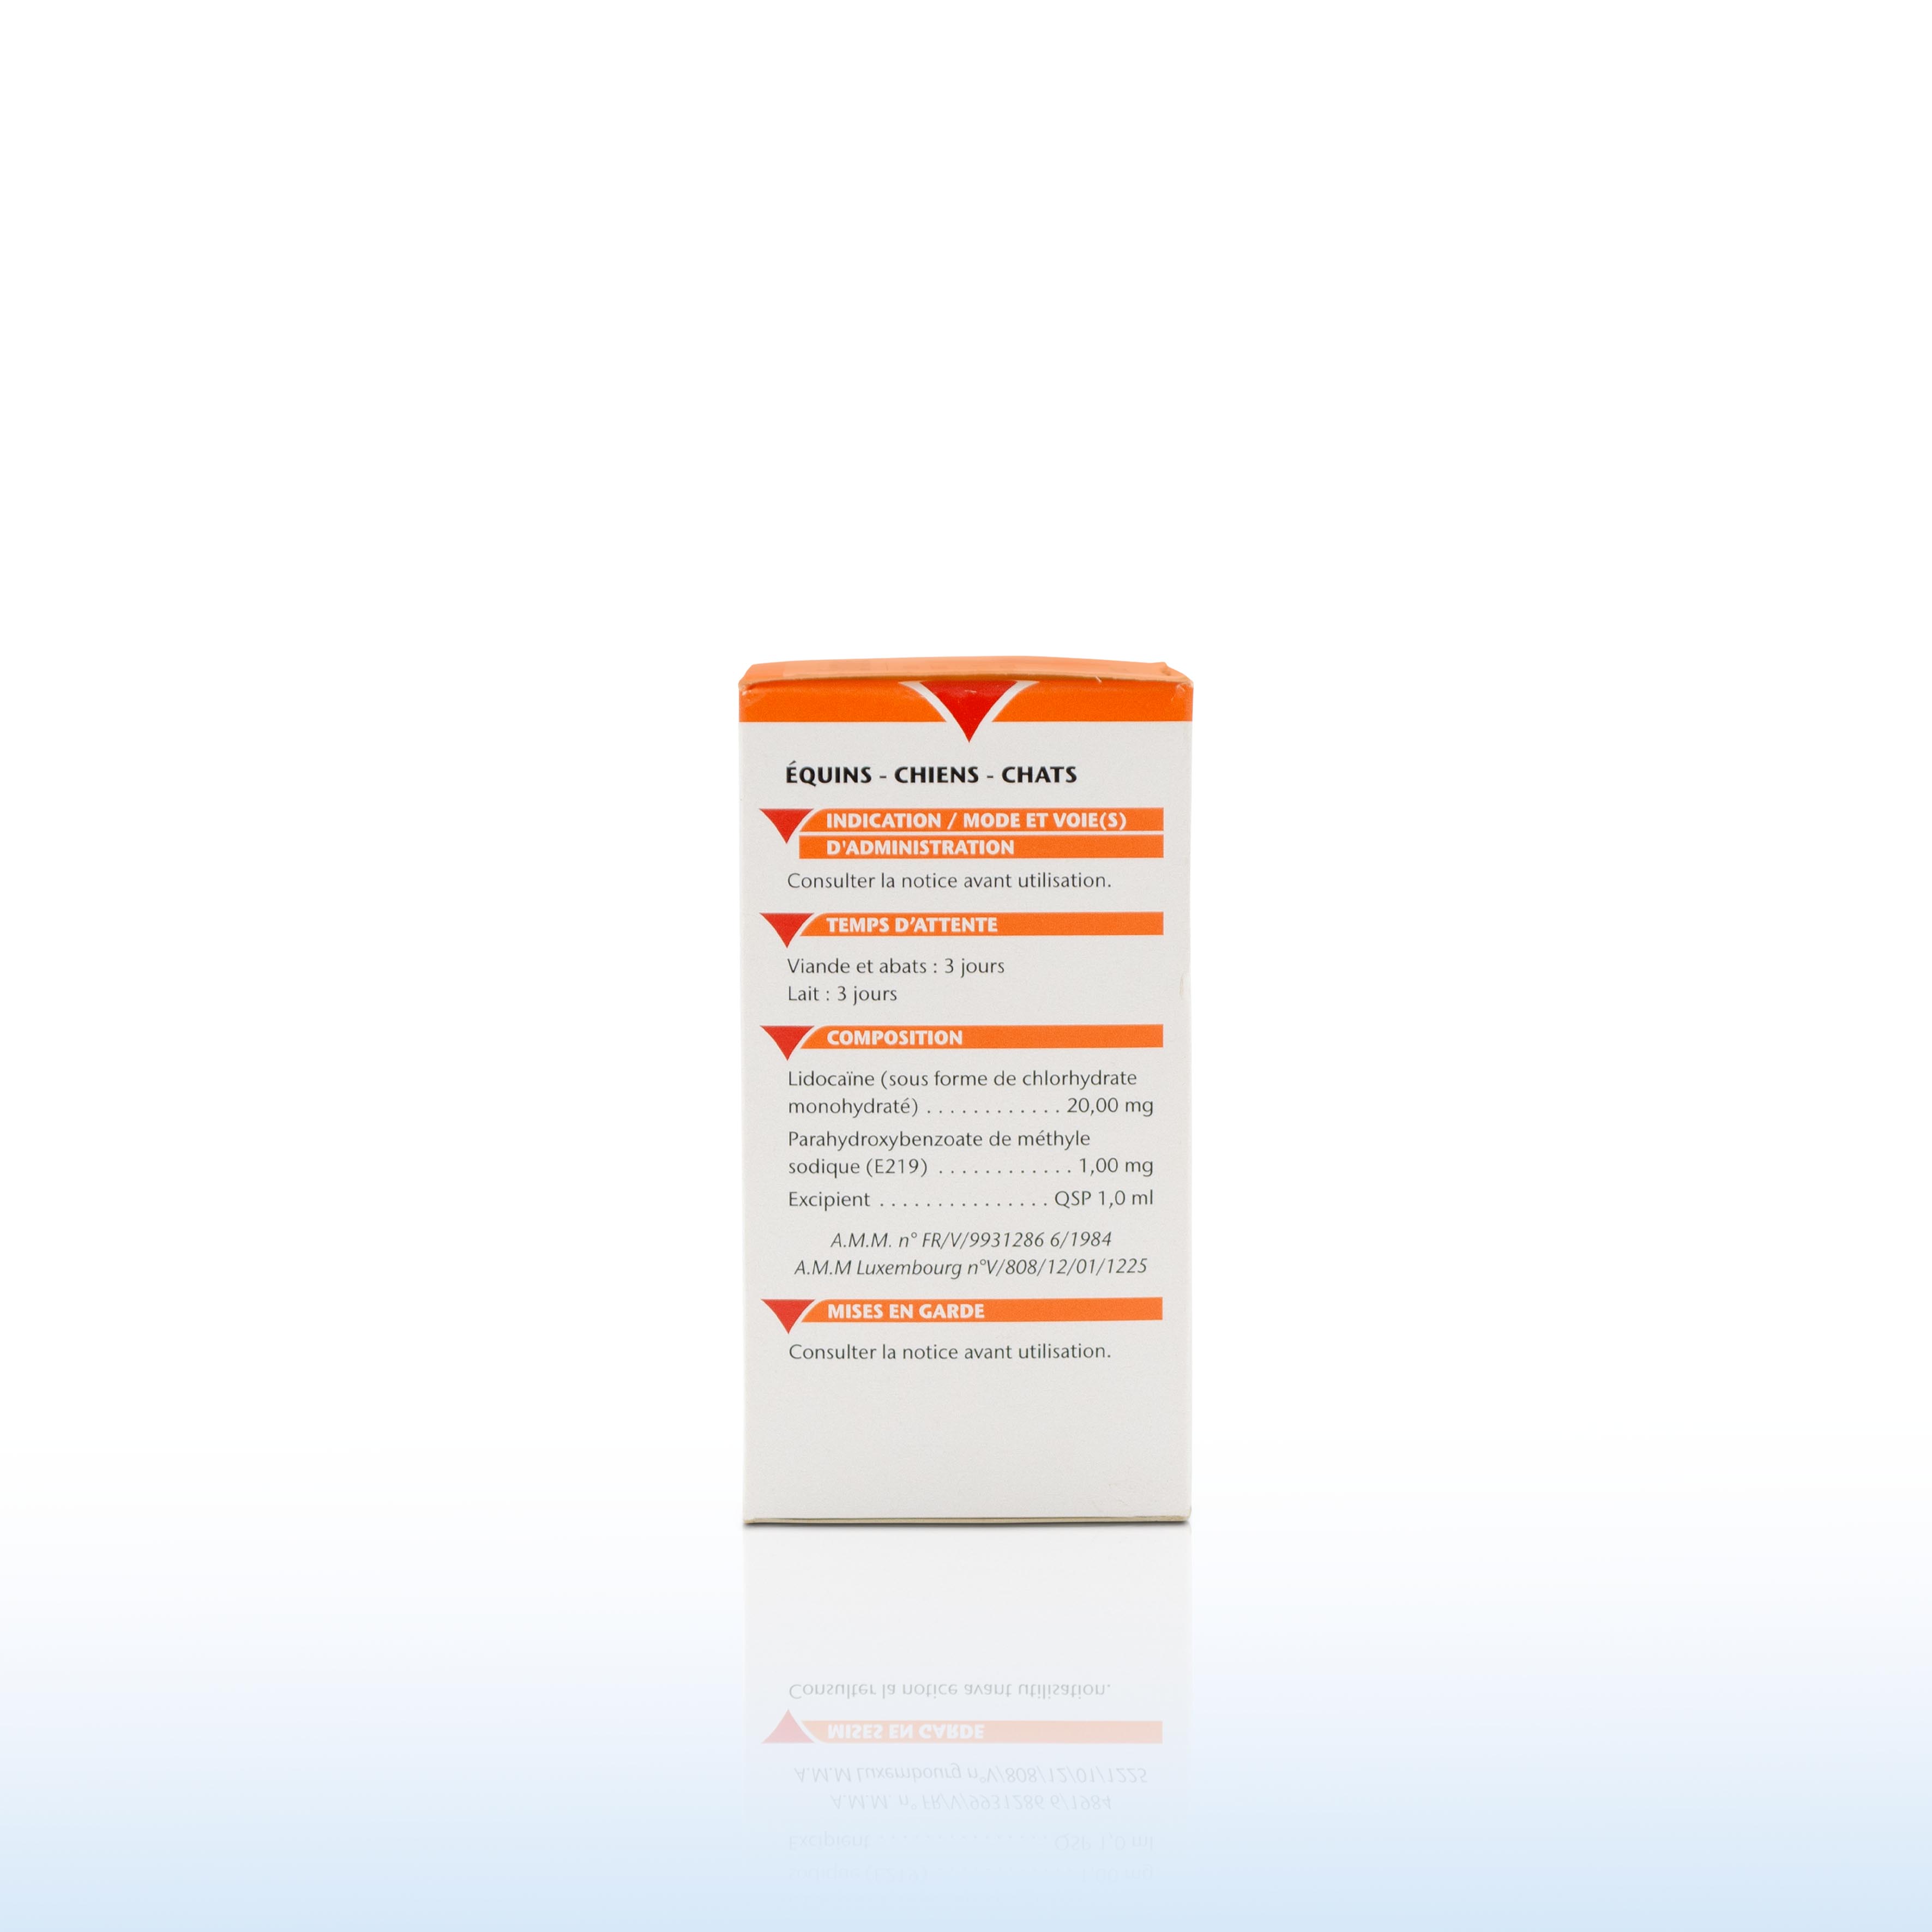 ÉQUINS - CHIENS - CHATS
INDICATION / MODE ET VOIE(S)
D'ADMINISTRATION
Consulter la notice avant utilisation.
TEMPS D'ATTENTE
Viande et abats : 3 jours
Lait : 3 jours
COMPOSITION
Lidocaïne (sous forme de chlorhydrate
monohydraté) . . . . . . . . . . . . 20,00 mg
Parahydroxybenzoate de méthyle
sodique (E219) . . . . . . . . . . . . 1,00 mg
Excipient . . . . . . . . . . . . . . . QSP 1,0 ml
A.M.M. n° FR/V/9931286 6/1984
A.M.M Luxembourg n°V/808/12/01/1225
MISES EN GARDE
Consulter la notice avant utilisation.